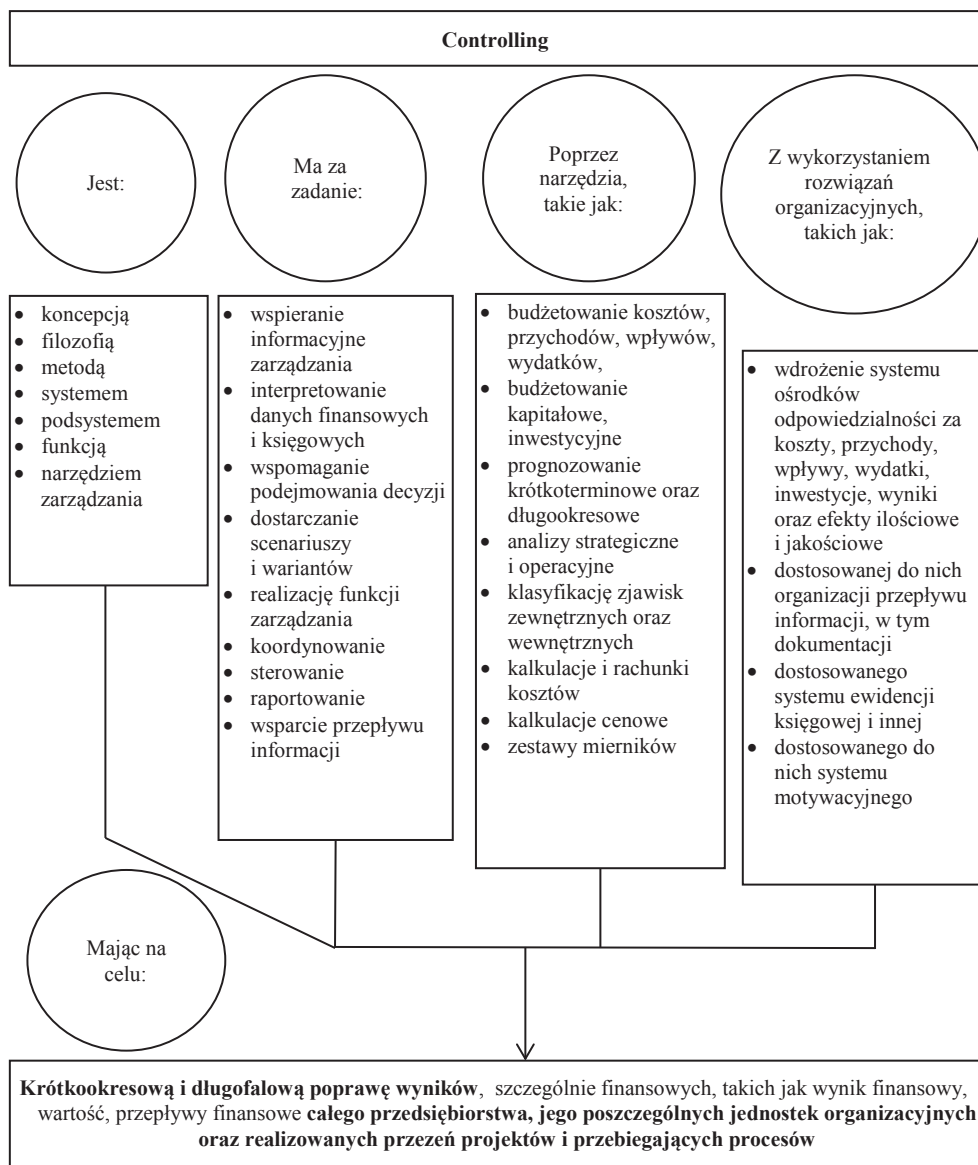 Controlling
Jest:
Ma za
zadanie:
Poprzez
narzędzia,
takie jak:
Z wykorzystaniem
rozwiązań
organizacyjnych,
takich jak:
• koncepcją
• filozofią
• metodą
• systemem
• podsystemem
• funkcją
• narzędziem
zarządzania
• wspieranie
informacyjne
zarządzania
• interpretowanie
danych finansowych
i księgowych
• wspomaganie
podejmowania decyzji
• dostarczanie
scenariuszy
i wariantów
• realizację funkcji
zarządzania
• koordynowanie
• sterowanie
• raportowanie
• wsparcie przepływu
informacji
• budżetowanie kosztów,
przychodów, wpływów,
wydatków,
• budżetowanie
kapitałowe,
inwestycyjne
• prognozowanie
krótkoterminowe oraz
długookresowe
• analizy strategiczne
i operacyjne
• klasyfikację zjawisk
zewnętrznych oraz
wewnętrznych
• kalkulacje i rachunki
kosztów
• kalkulacje cenowe
• zestawy mierników
• wdrożenie systemu
ośrodków
odpowiedzialności za
koszty, przychody,
wpływy, wydatki,
inwestycje, wyniki
oraz efekty ilościowe
i jakościowe
• dostosowanej do nich
organizacji przepływu
informacji, w tym
dokumentacji
• dostosowanego
systemu ewidencji
księgowej i innej
• dostosowanego do
nich systemu
motywacyjnego
Mając na
celu:
Krótkookresową i długofalową poprawę wyników, szczególnie finansowych, takich jak wynik finansowy,
wartość, przepływy finansowe całego przedsiębiorstwa, jego poszczególnych jednostek organizacyjnych
oraz realizowanych przezeń projektów i przebiegających procesów